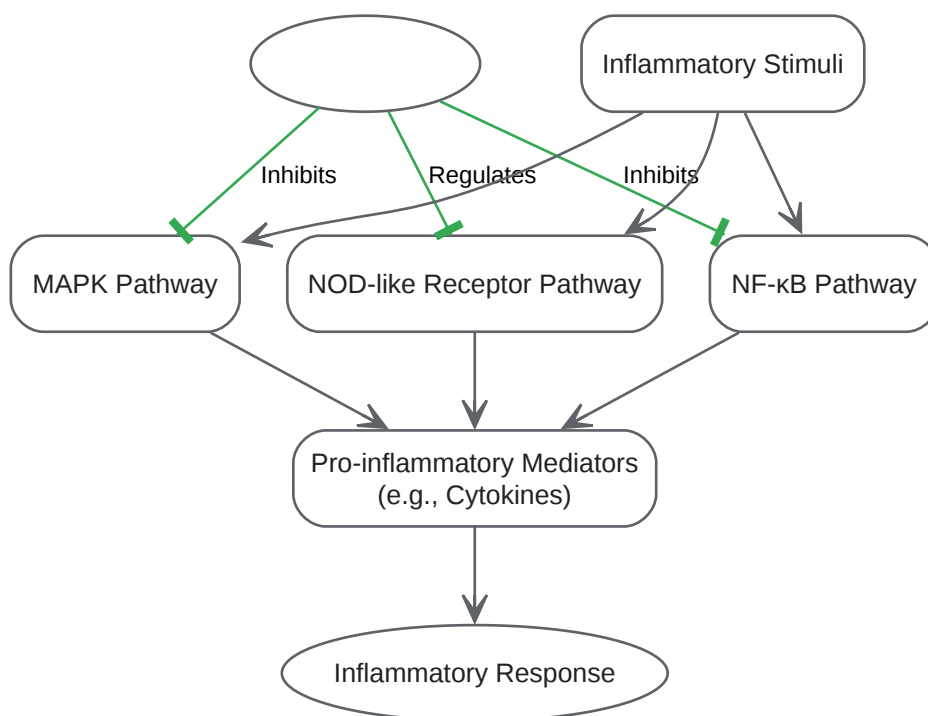 Inflammatory Stimuli
Inhibits
Regulates
Inhibits
MAPK Pathway
NOD-like Receptor Pathway
NF-κB Pathway
Pro-inflammatory Mediators
(e.g., Cytokines)
Inflammatory Response